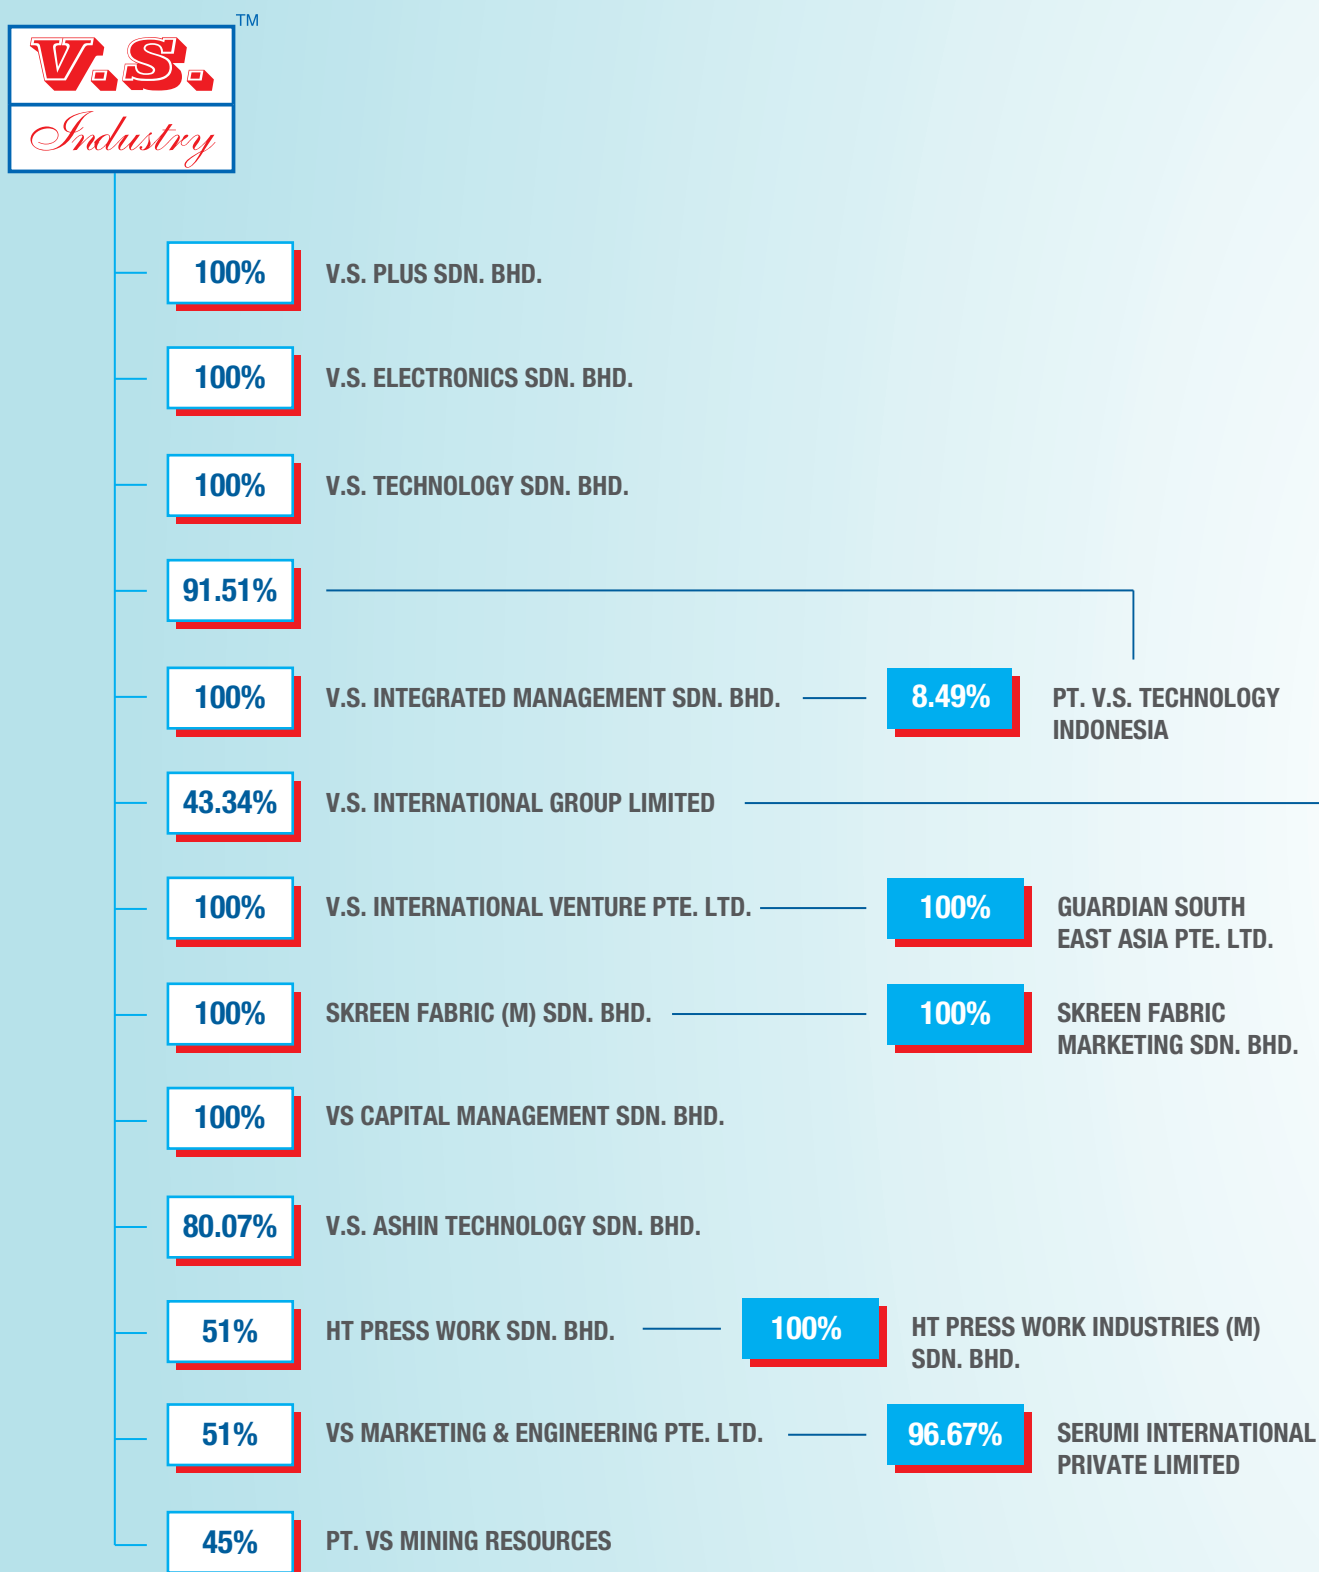 TM
V.S.
Industry
100%
V.S. PLUS SDN. BHD.
100%
V.S. ELECTRONICS SDN. BHD.
100%
V.S. TECHNOLOGY SDN. BHD.
91.51%
100%
V.S. INTEGRATED MANAGEMENT SDN. BHD.
8.49%
PT. V.S. TECHNOLOGY
INDONESIA
43.34%
V.S. INTERNATIONAL GROUP LIMITED
100%
V.S. INTERNATIONAL VENTURE PTE. LTD.
100%
GUARDIAN SOUTH
EAST ASIA PTE. LTD.
100%
SKREEN FABRIC (M) SDN. BHD.
100%
SKREEN FABRIC
MARKETING SDN. BHD.
100%
VS CAPITAL MANAGEMENT SDN. BHD.
80.07%
V.S. ASHIN TECHNOLOGY SDN. BHD.
51%
HT PRESS WORK SDN. BHD.
100%
HT PRESS WORK INDUSTRIES (M)
SDN. BHD.
51%
VS MARKETING & ENGINEERING PTE. LTD.
96.67%
SERUMI INTERNATIONAL
PRIVATE LIMITED
45%
PT. VS MINING RESOURCES